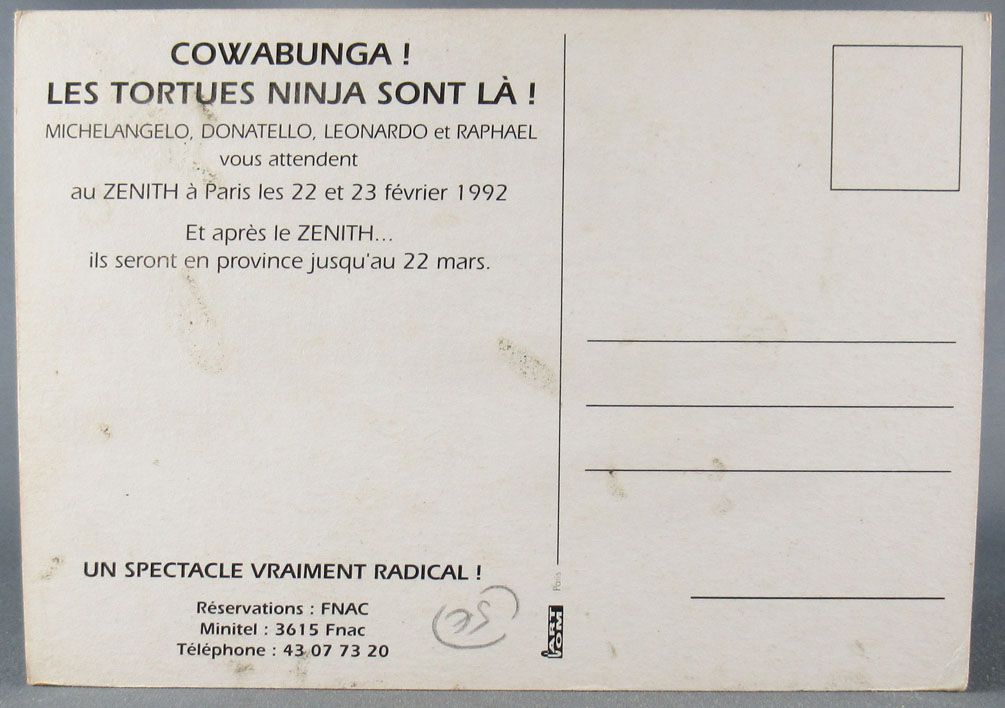 COWABUNGA !
LES TORTUES NINJA SONT LÀ !
MICHELANGELO, DONATELLO, LEONARDO et RAPHAEL
vous attendent
au ZENITH à Paris les 22 et 23 février 1992
Et après le ZENITH...
ils seront en province jusqu'au 22 mars.
UN SPECTACLE VRAIMENT RADICAL !
Réservations : FNAC
Minitel : 3615 Fnac
Téléphone : 43 07 73 20
Paris